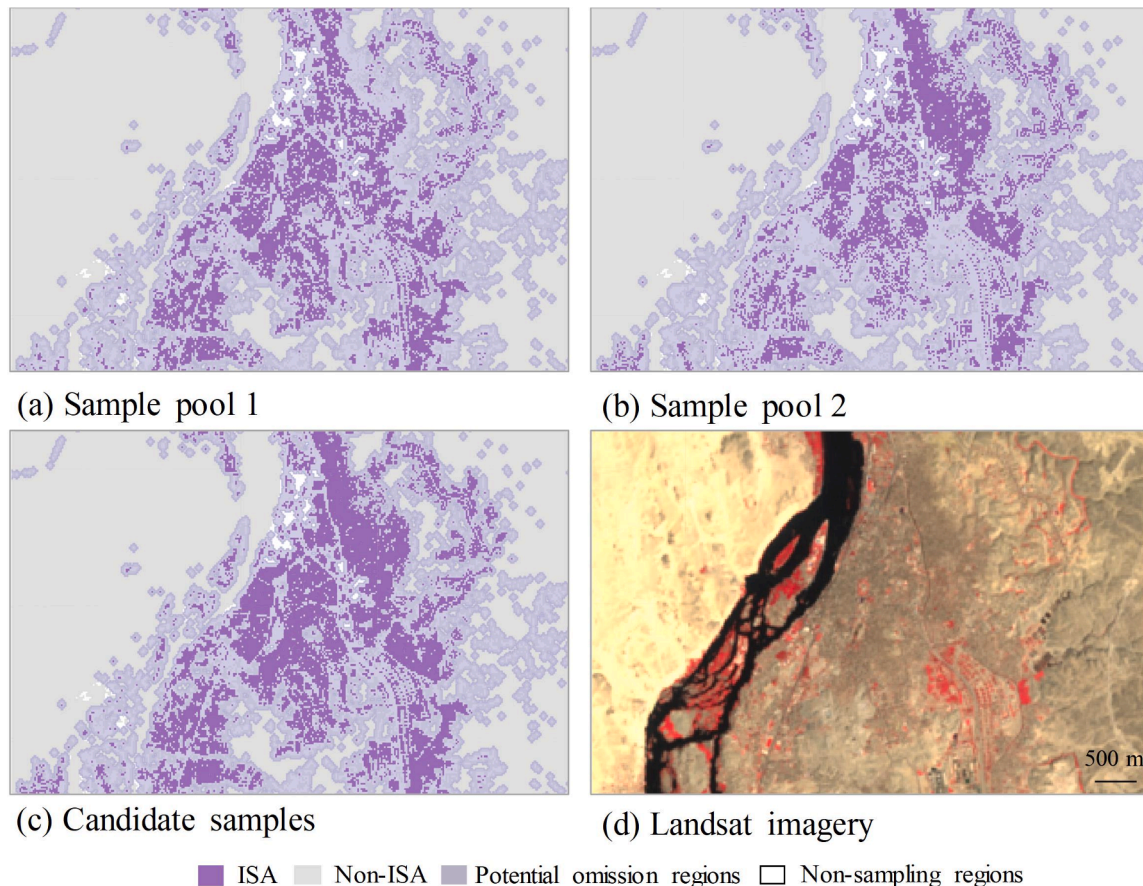 (a) Sample pool 1
(b) Sample pool 2
500 m
(c) Candidate samples
(d) Landsat imagery
ISA Non-ISA Potential omission regions Non-sampling regions